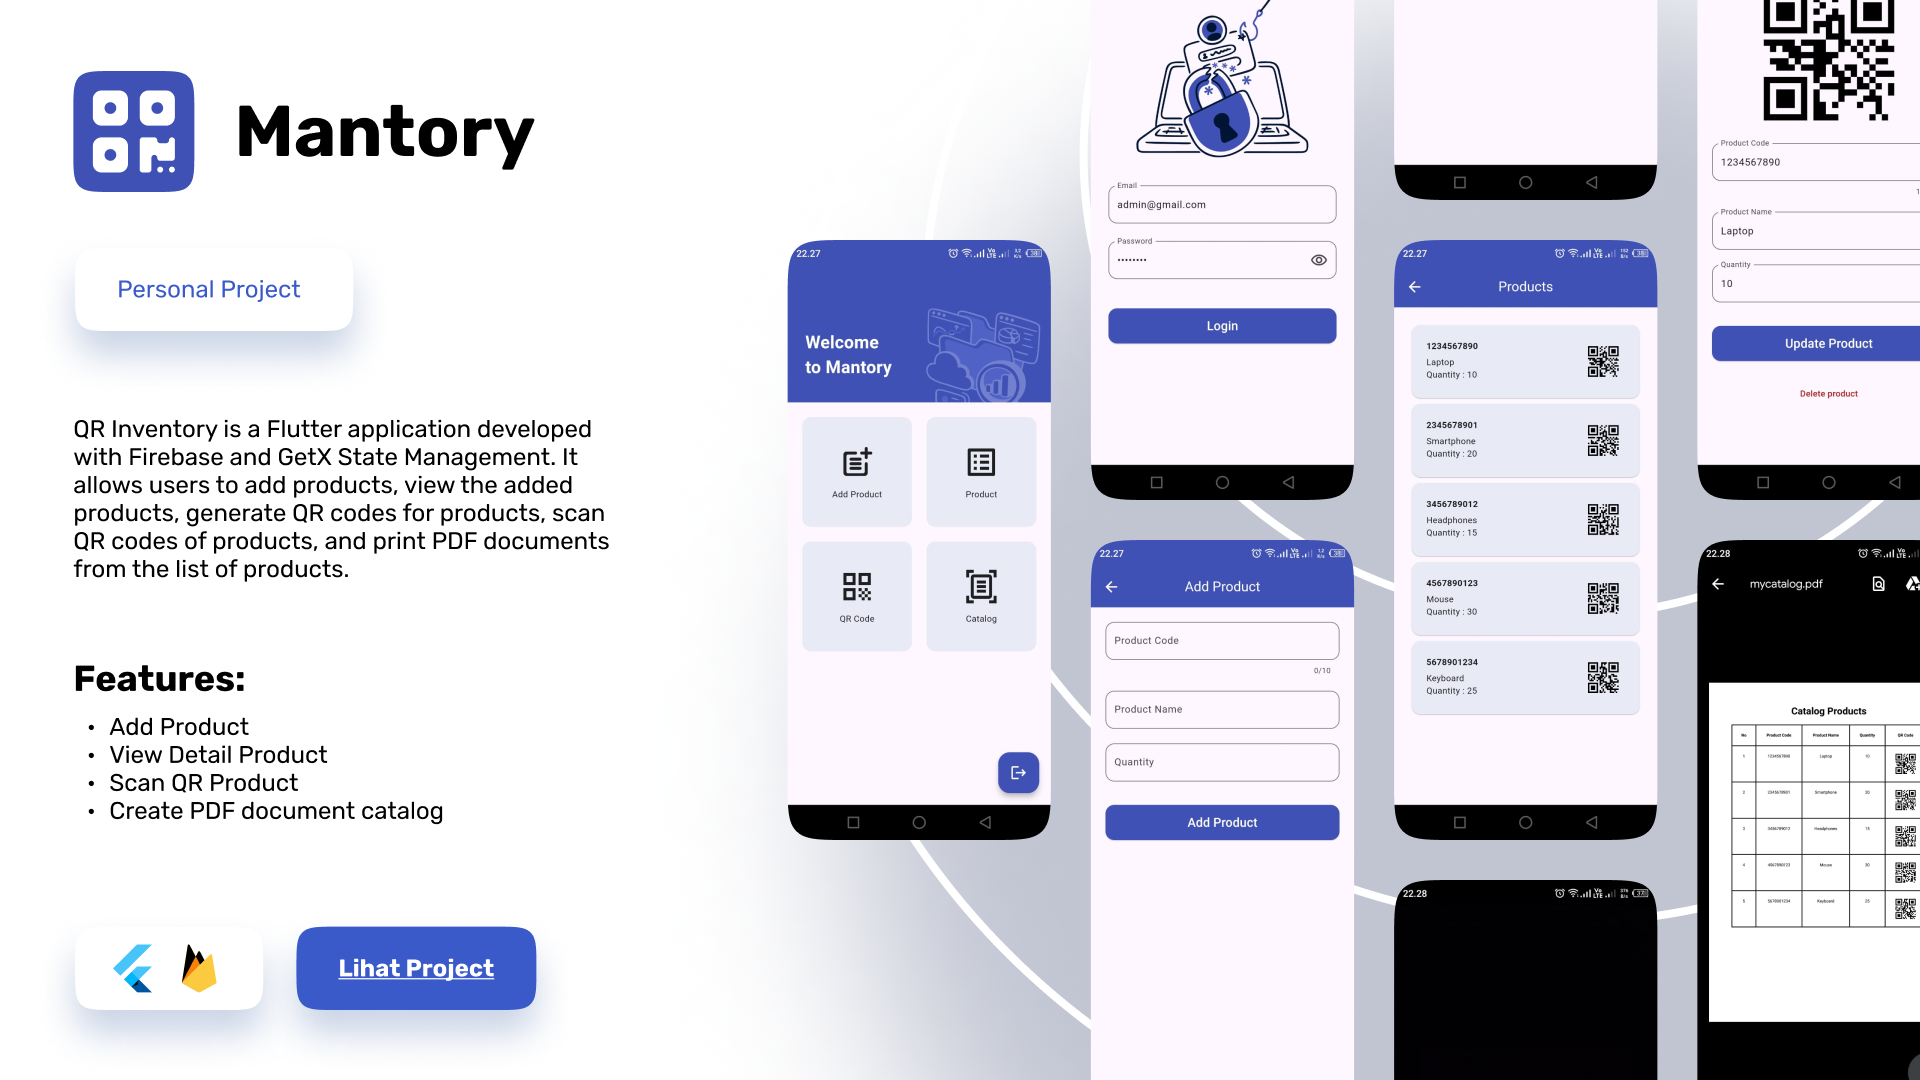 Mantory
Personal Project
QR Inventory is a Flutter application developed
with Firebase and GetX State Management. It
allows users to add products, view the added
products, generate QR codes for products, scan
QR codes of products, and print PDF documents
from the list of products.
Features:
• Add Product
• View Detail Product
• Scan QR Product
• Create PDF document catalog
Lihat Project
22.27
Welcome
to Mantory
Add Product
Product
QR Code
Catalog
Email
admin@gmail.com
Password
••••••••
Login
22.27
Add Product
Product Code
0/10
Product Name
Quantity
Add Product
22.27
Products
1234567890
Laptop
Quantity : 10
2345678901
Smartphone
Quantity : 20
3456789012
Headphones
Quantity : 15
4567890123
Mouse
Quantity : 30
5678901234
Keyboard
Quantity : 25
22.28
Product Code
1234567890
Product Name
Laptop
Quantity
10
Update Product
Delete product
22.28
mycatalog.pdf
Catalog Products
No Product Code Product Name Quantity QR Code
1 1234567890 Laptop 10
2 2345678901 Smartphone 20
3 3456789012 Headphones 15
4 4567890123 Mouse 30
5 5678901234 Keyboard 25